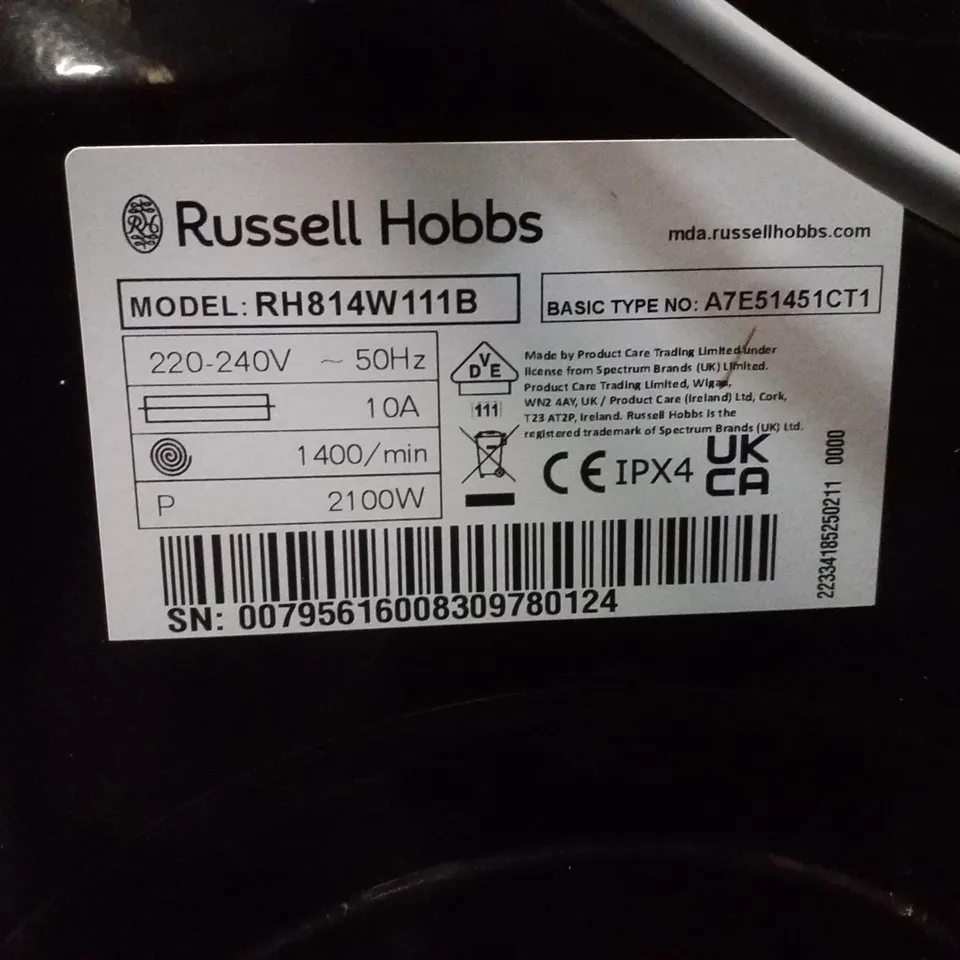 RH Russell Hobbs
mda.russellhobbs.com
MODEL: RH814W111B
BASIC TYPE NO: A7E51451CT1
220-240V ~ 50Hz
10A
1400/min
P 2100W
DVE
111
Made by Product Care Trading Limited under
license from Spectrum Brands (UK) Limited.
Product Care Trading Limited, Wigan,
WN2 4AY, UK / Product Care (Ireland) Ltd, Cork,
T23 AT2P, Ireland. Russell Hobbs is the
registered trademark of Spectrum Brands (UK) Ltd.
CE IPX4 UK
CA
22334185250211 0000
SN: 00795616008309780124